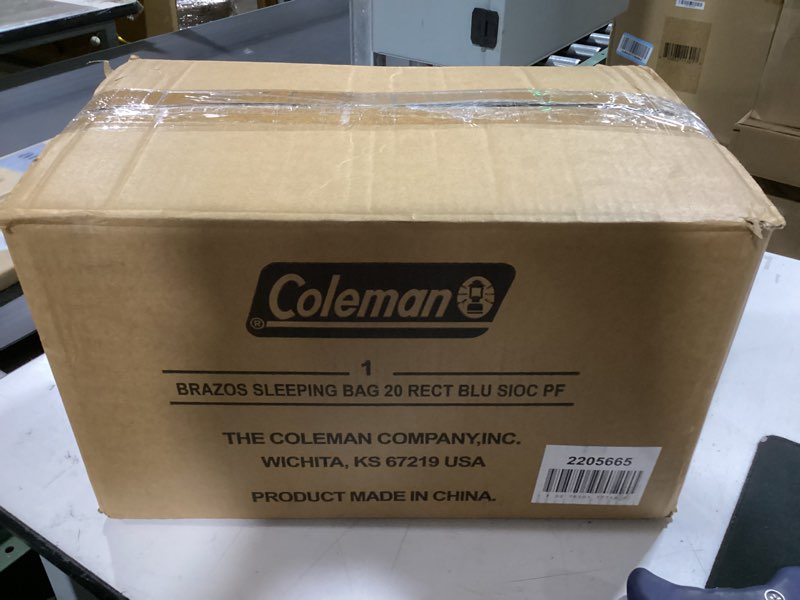 Coleman
®
1
BRAZOS SLEEPING BAG 20 RECT BLU SIOC PF
THE COLEMAN COMPANY,INC.
WICHITA, KS 67219 USA
PRODUCT MADE IN CHINA.
2205665